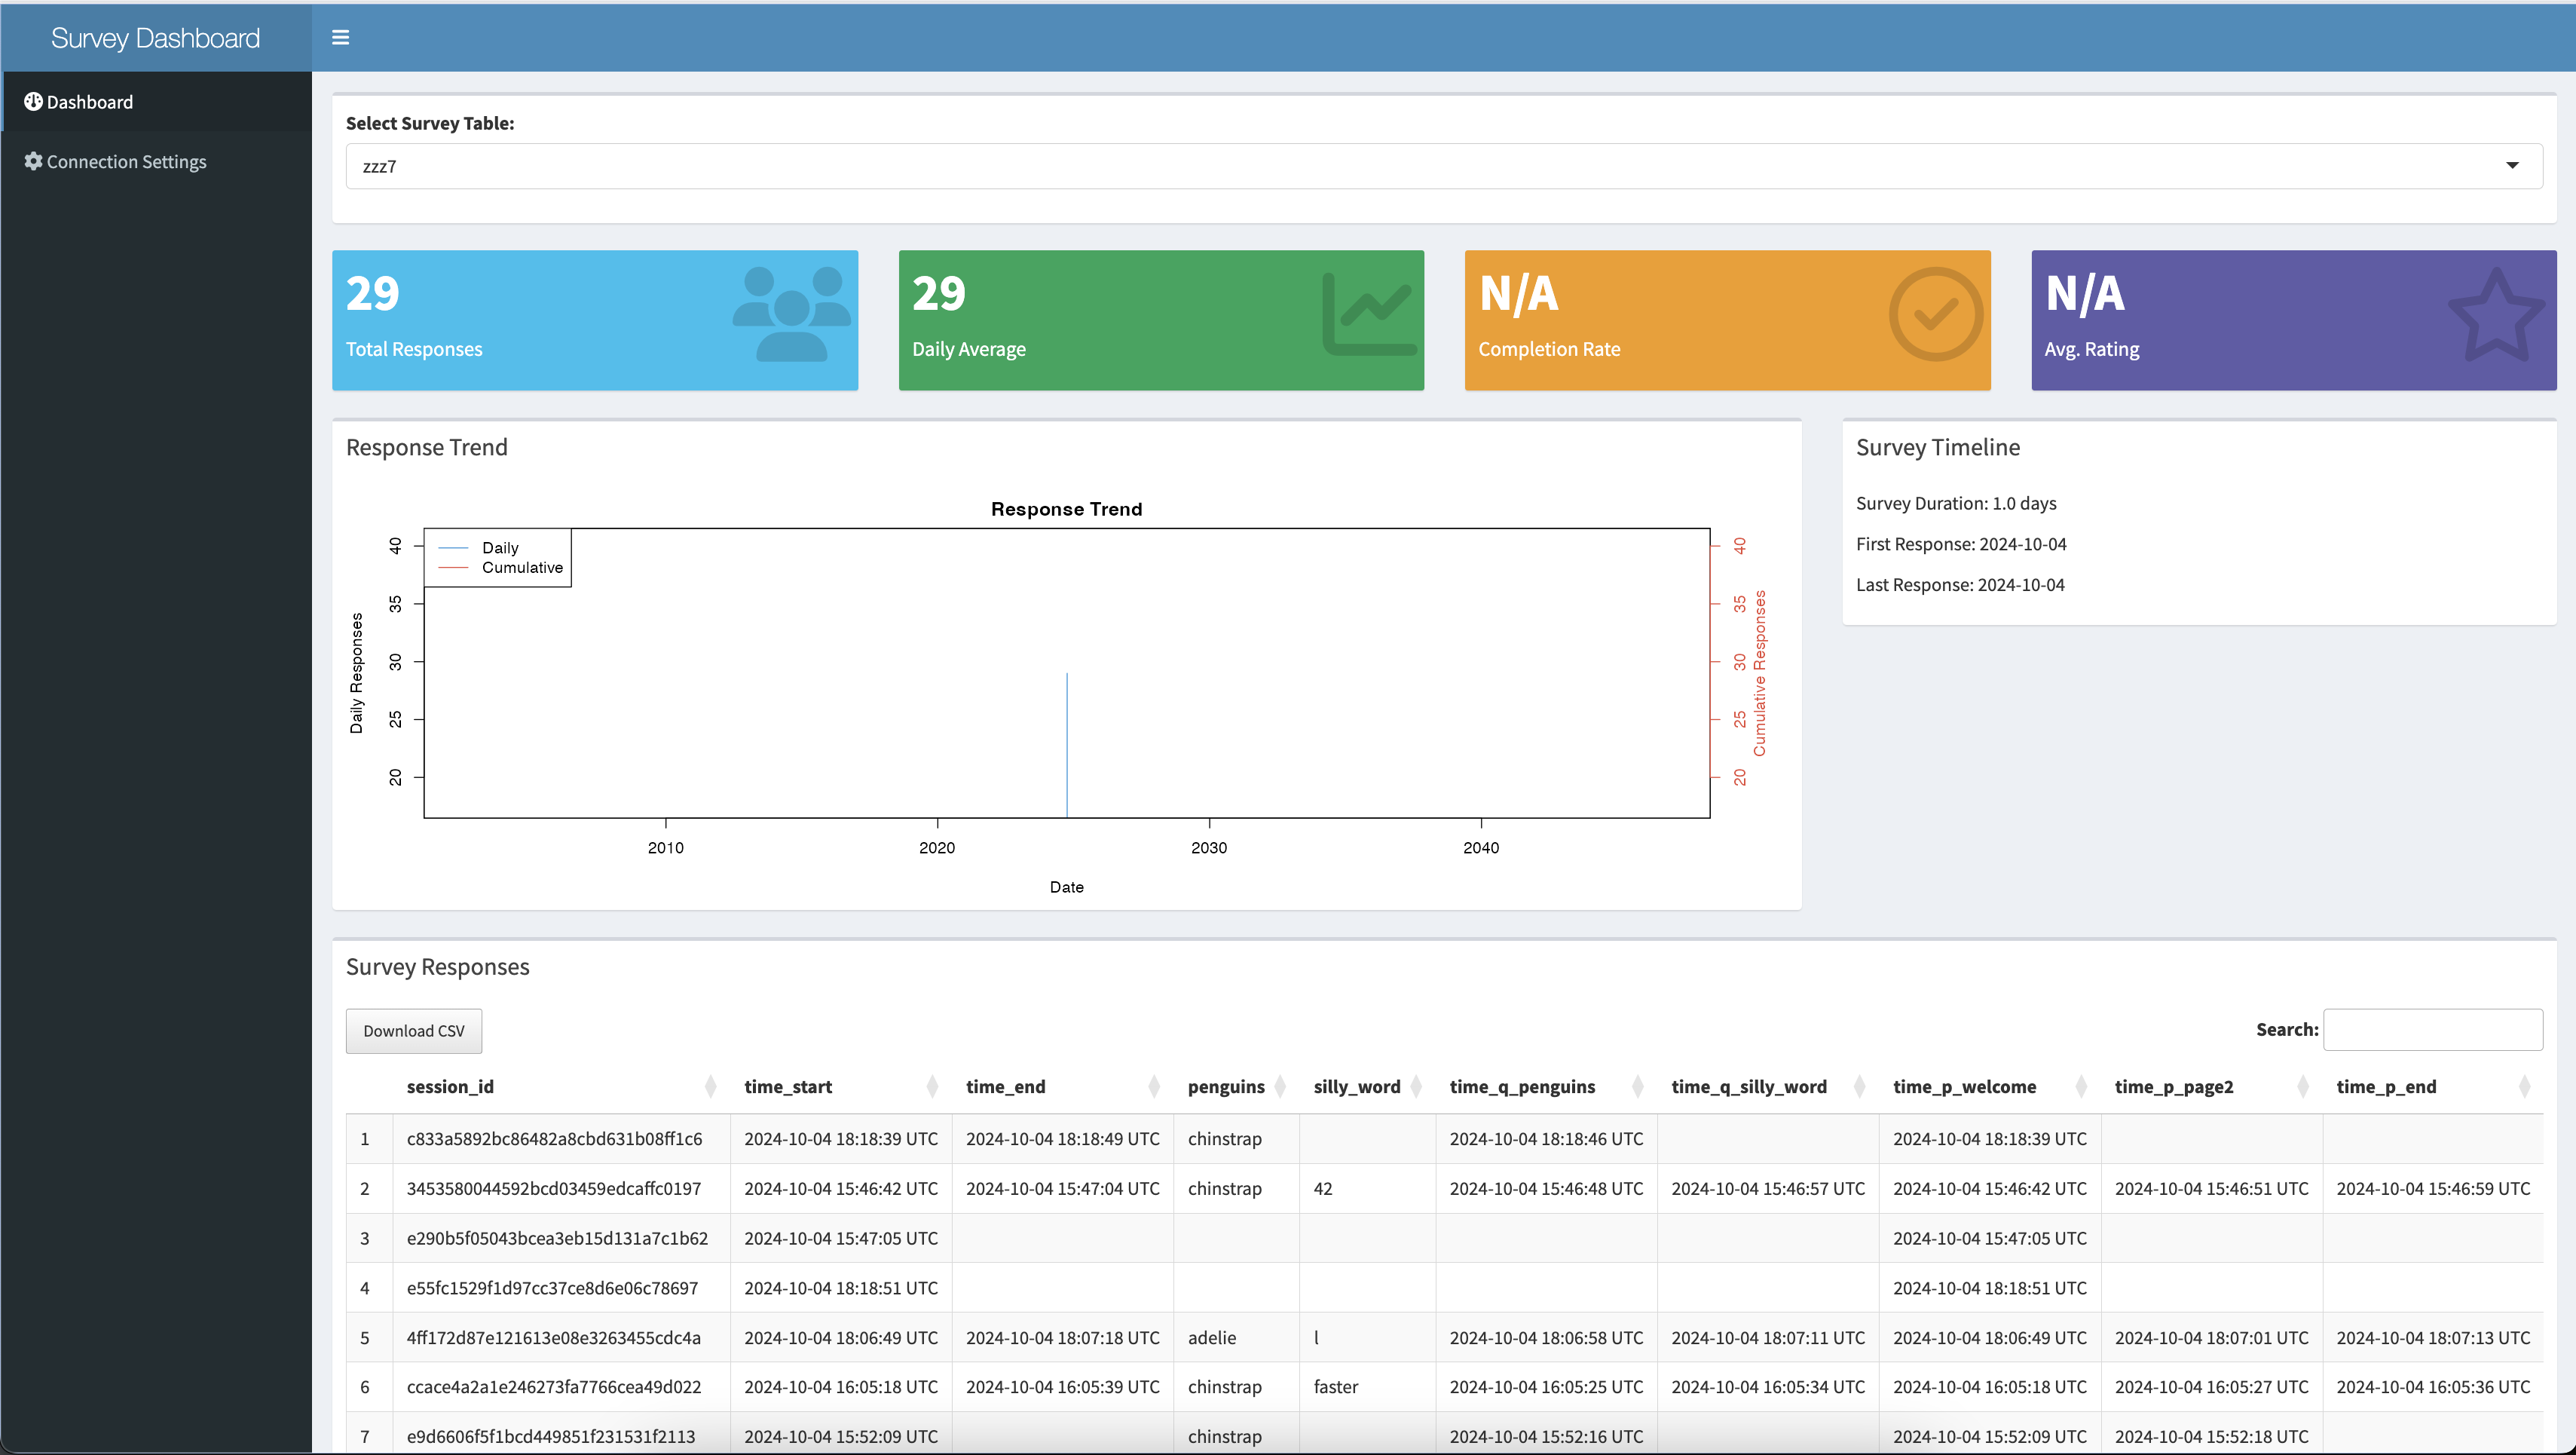 Survey Dashboard
Dashboard
Connection Settings
Select Survey Table:
zzz7
29
Total Responses
29
Daily Average
N/A
Completion Rate
N/A
Avg. Rating
Response Trend
Response Trend
Daily
Cumulative
40
35
30
25
20
Daily Responses
40
35
30
25
20
Cumulative Responses
2010 2020 2030 2040
Date
Survey Timeline
Survey Duration: 1.0 days
First Response: 2024-10-04
Last Response: 2024-10-04
Survey Responses
Download CSV
Search:
session_id time_start time_end penguins silly_word time_q_penguins time_q_silly_word time_p_welcome time_p_page2 time_p_end
1 c833a5892bc86482a8cbd631b08ff1c6 2024-10-04 18:18:39 UTC 2024-10-04 18:18:49 UTC chinstrap 2024-10-04 18:18:46 UTC 2024-10-04 18:18:39 UTC
2 3453580044592bcd03459edcaffc0197 2024-10-04 15:46:42 UTC 2024-10-04 15:47:04 UTC chinstrap 42 2024-10-04 15:46:48 UTC 2024-10-04 15:46:57 UTC 2024-10-04 15:46:42 UTC 2024-10-04 15:46:51 UTC 2024-10-04 15:46:59 UTC
3 e290b5f05043bcea3eb15d131a7c1b62 2024-10-04 15:47:05 UTC 2024-10-04 15:47:05 UTC
4 e55fc1529f1d97cc37ce8d6e06c78697 2024-10-04 18:18:51 UTC 2024-10-04 18:18:51 UTC
5 4ff172d87e121613e08e3263455cdc4a 2024-10-04 18:06:49 UTC 2024-10-04 18:07:18 UTC adelie l 2024-10-04 18:06:58 UTC 2024-10-04 18:07:11 UTC 2024-10-04 18:06:49 UTC 2024-10-04 18:07:01 UTC 2024-10-04 18:07:13 UTC
6 ccace4a2a1e246273fa7766cea49d022 2024-10-04 16:05:18 UTC 2024-10-04 16:05:39 UTC chinstrap faster 2024-10-04 16:05:25 UTC 2024-10-04 16:05:34 UTC 2024-10-04 16:05:18 UTC 2024-10-04 16:05:27 UTC 2024-10-04 16:05:36 UTC
7 e9d6606f5f1bcd449851f231531f2113 2024-10-04 15:52:09 UTC chinstrap 2024-10-04 15:52:16 UTC 2024-10-04 15:52:09 UTC 2024-10-04 15:52:18 UTC